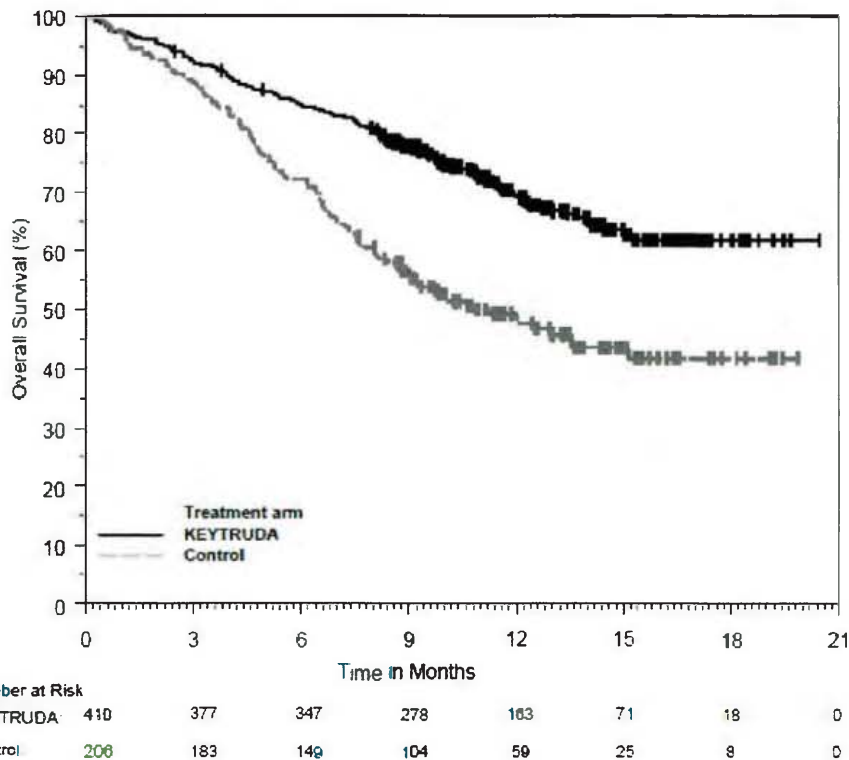 Overall Survival (%)
100
90
80
70
60
50
40
30
20
10
0
Treatment arm
KEYTRUDA
Control
0 3 6 9 12 15 18 21
Time in Months
ber at Risk
TRUDA: 410 377 347 278 163 71 18 0
rol 206 183 149 104 59 25 8 0